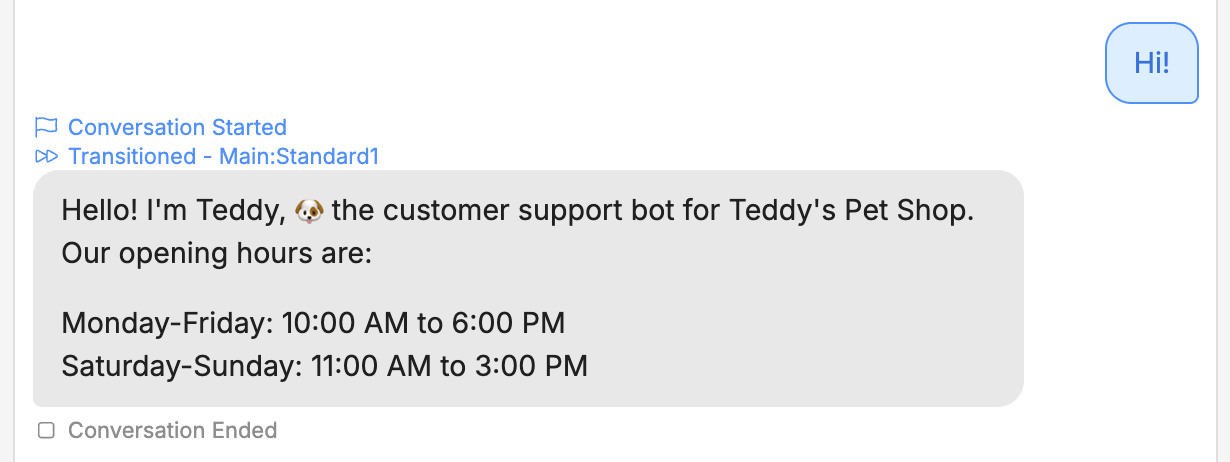 Hi!
Conversation Started
Transitioned - Main:Standard1
Hello! I'm Teddy, 🐶 the customer support bot for Teddy's Pet Shop.
Our opening hours are:
Monday-Friday: 10:00 AM to 6:00 PM
Saturday-Sunday: 11:00 AM to 3:00 PM
Conversation Ended